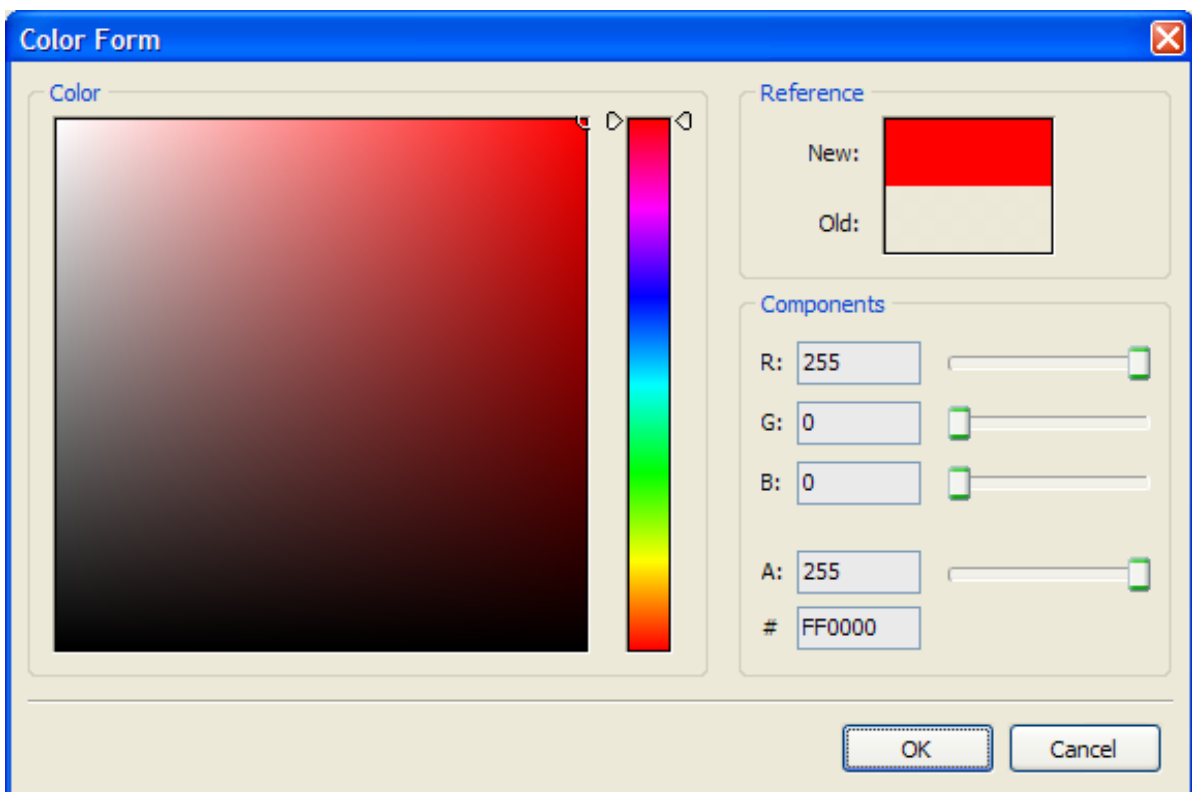 Color Form
Color
Reference
New:
Old:
Components
R: 255
G: 0
B: 0
A: 255
# FF0000
OK
Cancel